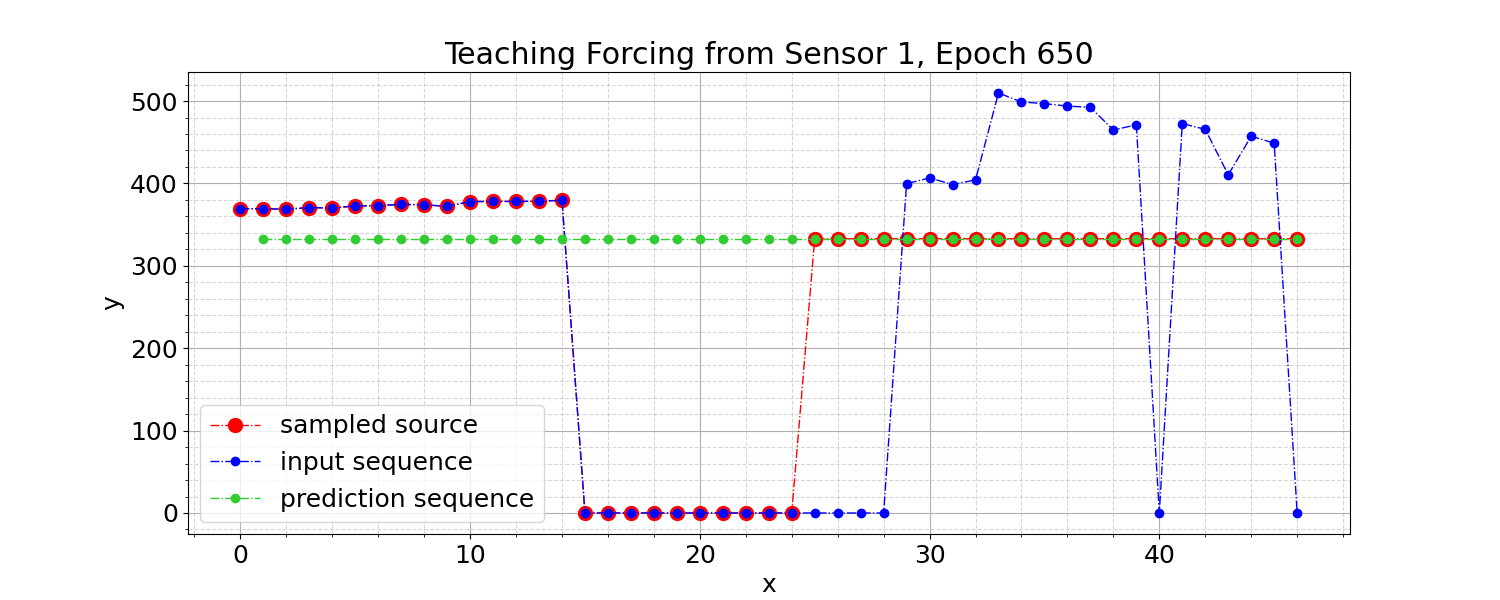 Teaching Forcing from Sensor 1, Epoch 650
500
400
300
200
100
0
y
sampled source
input sequence
prediction sequence
0 10 20 30 40
x